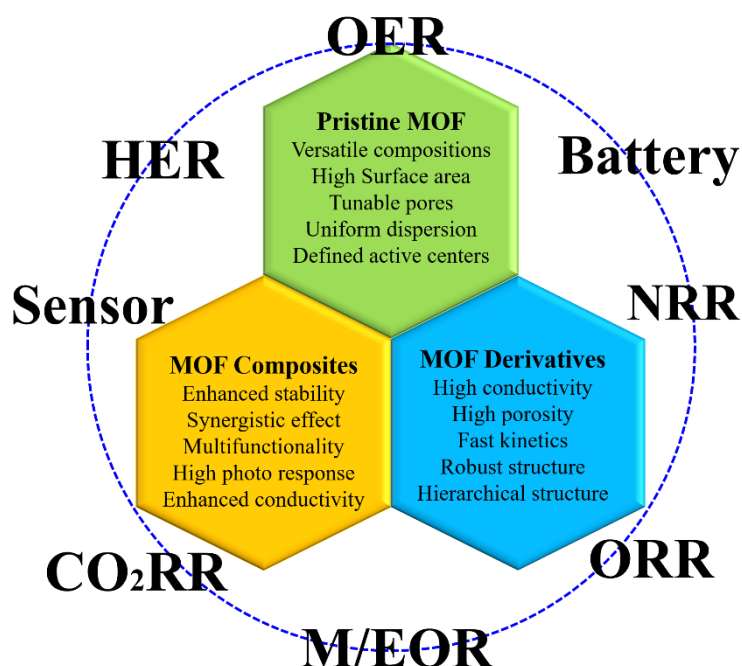 OER
HER
Battery
Pristine MOF
Versatile compositions
High Surface area
Tunable pores
Uniform dispersion
Defined active centers
Sensor
NRR
MOF Composites
Enhanced stability
Synergistic effect
Multifunctionality
High photo response
Enhanced conductivity
MOF Derivatives
High conductivity
High porosity
Fast kinetics
Robust structure
Hierarchical structure
CO₂RR
ORR
M/EOR